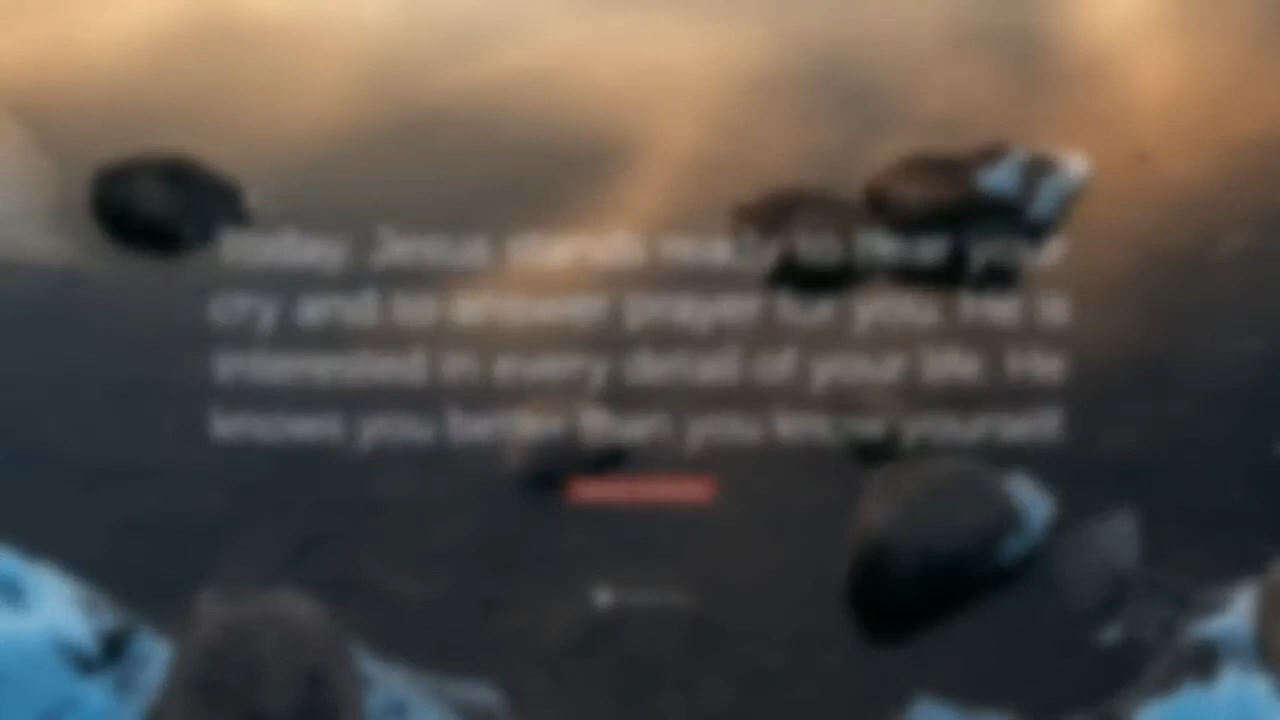 Today, Jesus stands ready to hear your
cry and to answer prayer for you. He is
interested in every detail of your life. He
knows you better than you know yourself.